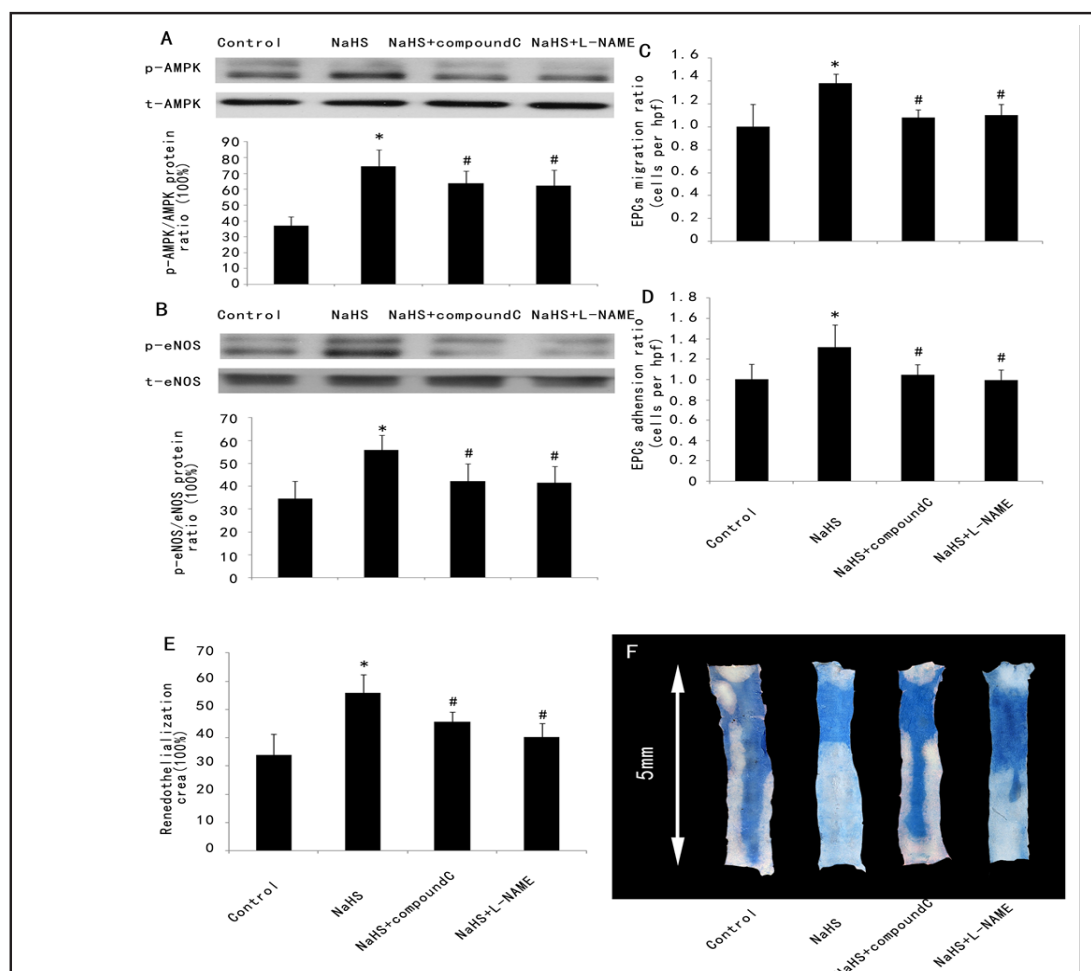 A
Control NaHS NaHS+compoundC NaHS+L-NAME
p-AMPK
t-AMPK
p-AMPK/AMPK protein
ratio (100%)
90
80
70
60
50
40
30
20
10
0
*
#
#
B
Control NaHS NaHS+compoundC NaHS+L-NAME
p-eNOS
t-eNOS
p-eNOS/eNOS protein
ratio (100%)
70
60
50
40
30
20
10
0
*
#
#
C
EPCs migration ratio
(cells per hpf)
1.6
1.4
1.2
1.0
0.8
0.6
0.4
0.2
0
*
#
#
D
EPCs adhension ratio
(cells per hpf)
1.8
1.6
1.4
1.2
1.0
0.8
0.6
0.4
0.2
0
*
#
#
Control
NaHS
NaHS+compoundC
NaHS+L-NAME
E
Renedothelialization
crea(100%)
70
60
50
40
30
20
10
0
*
#
#
Control
NaHS
NaHS+compoundC
NaHS+L-NAME
F
5mm
Control
NaHS
NaHS+compoundC
NaHS+L-NAME